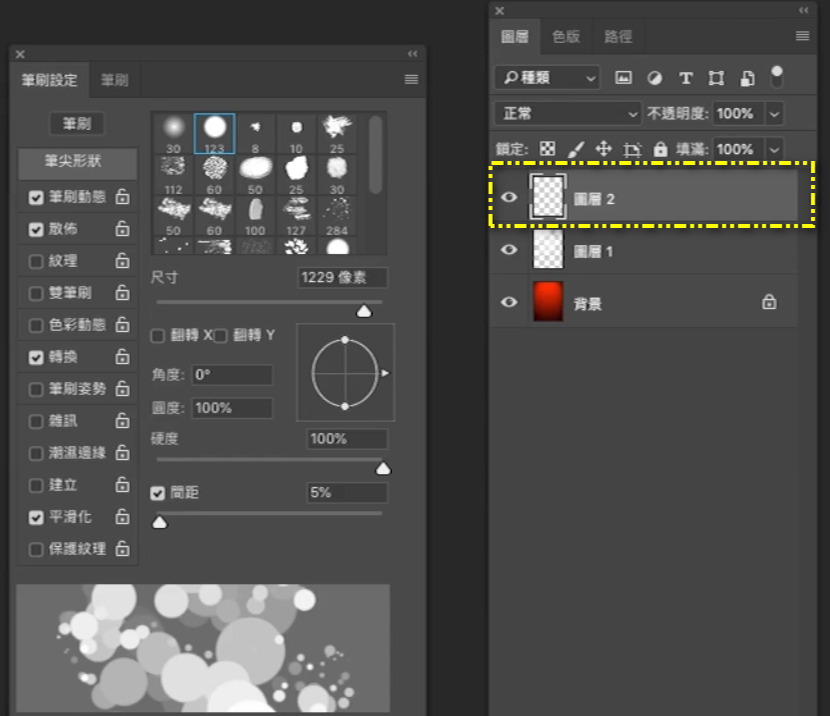 筆刷設定 筆刷
筆刷
筆尖形狀
筆刷動態
散佈
紋理
雙筆刷
色彩動態
轉換
筆刷姿勢
雜訊
潮濕邊緣
建立
平滑化
保護紋理
30 123 8 10 25
112 60 50 25 30
50 60 100 127 284
尺寸 1229 像素
翻轉 X 翻轉 Y
角度: 0°
圓度: 100%
硬度 100%
間距 5%
圖層 色版 路徑
種類
正常 不透明度: 100%
鎖定: 填滿: 100%
圖層 2
圖層 1
背景